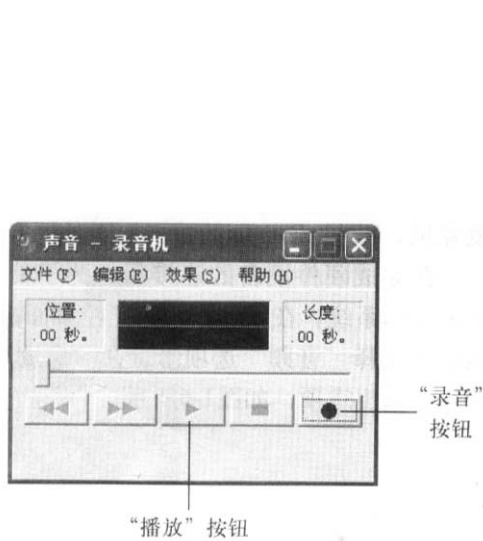 声音 - 录音机
文件(F) 编辑(E) 效果(S) 帮助(H)
位置:
.00 秒。
长度:
.00 秒。
“录音”
按钮
“播放”按钮